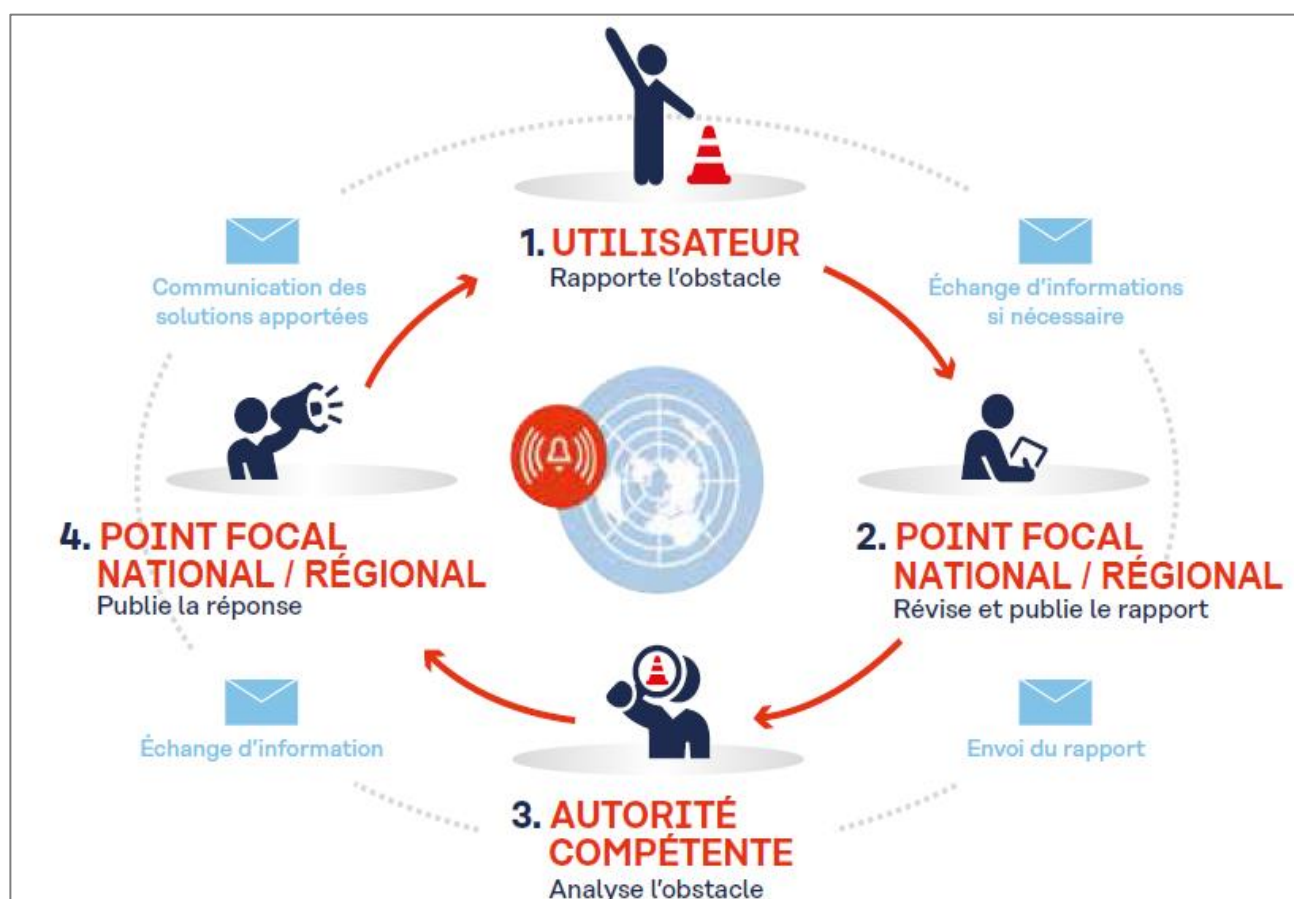 1. UTILISATEUR
Rapporte l'obstacle
Communication des
solutions apportées
Échange d'informations
si nécessaire
4. POINT FOCAL
NATIONAL / RÉGIONAL
Publie la réponse
2. POINT FOCAL
NATIONAL / RÉGIONAL
Révise et publie le rapport
Échange d'information
Envoi du rapport
3. AUTORITÉ
COMPÉTENTE
Analyse l'obstacle